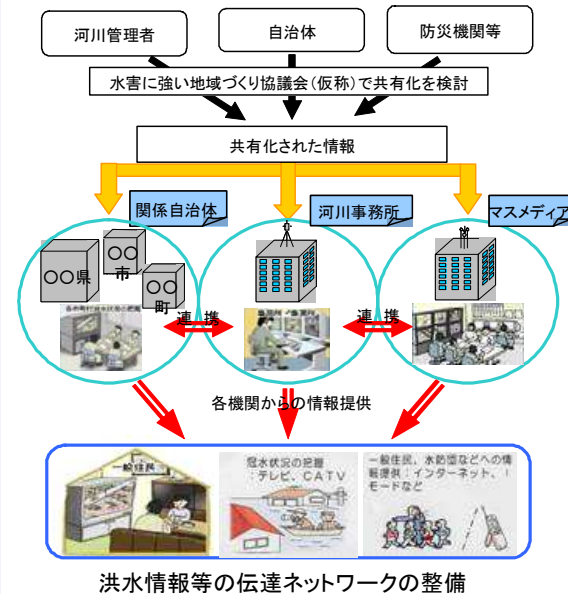 河川管理者
自治体
防災機関等
水害に強い地域づくり協議会(仮称)で共有化を検討
共有化された情報
関係自治体
河川事務所
マスメディア
○○県
○○市
○○町
連 携
連 携
各機関からの情報提供
一般住民
冠水状況の把握
:テレビ、CATV
一般住民、水防団などへの情
報提供:インターネット、i
モードなど
洪水情報等の伝達ネットワークの整備